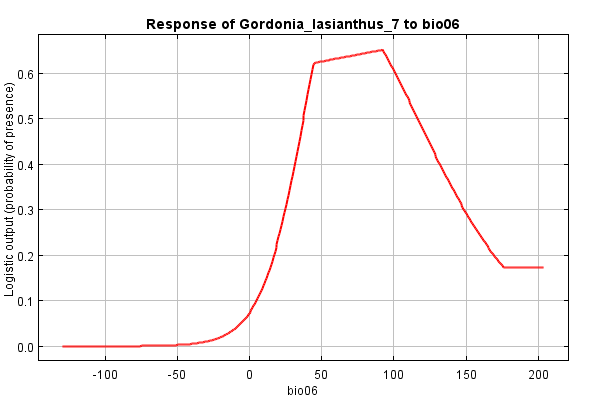 Response of Gordonia_lasianthus_7 to bio06
Logistic output (probability of presence)
0.6
0.5
0.4
0.3
0.2
0.1
0.0
-100 -50 0 50 100 150 200
bio06